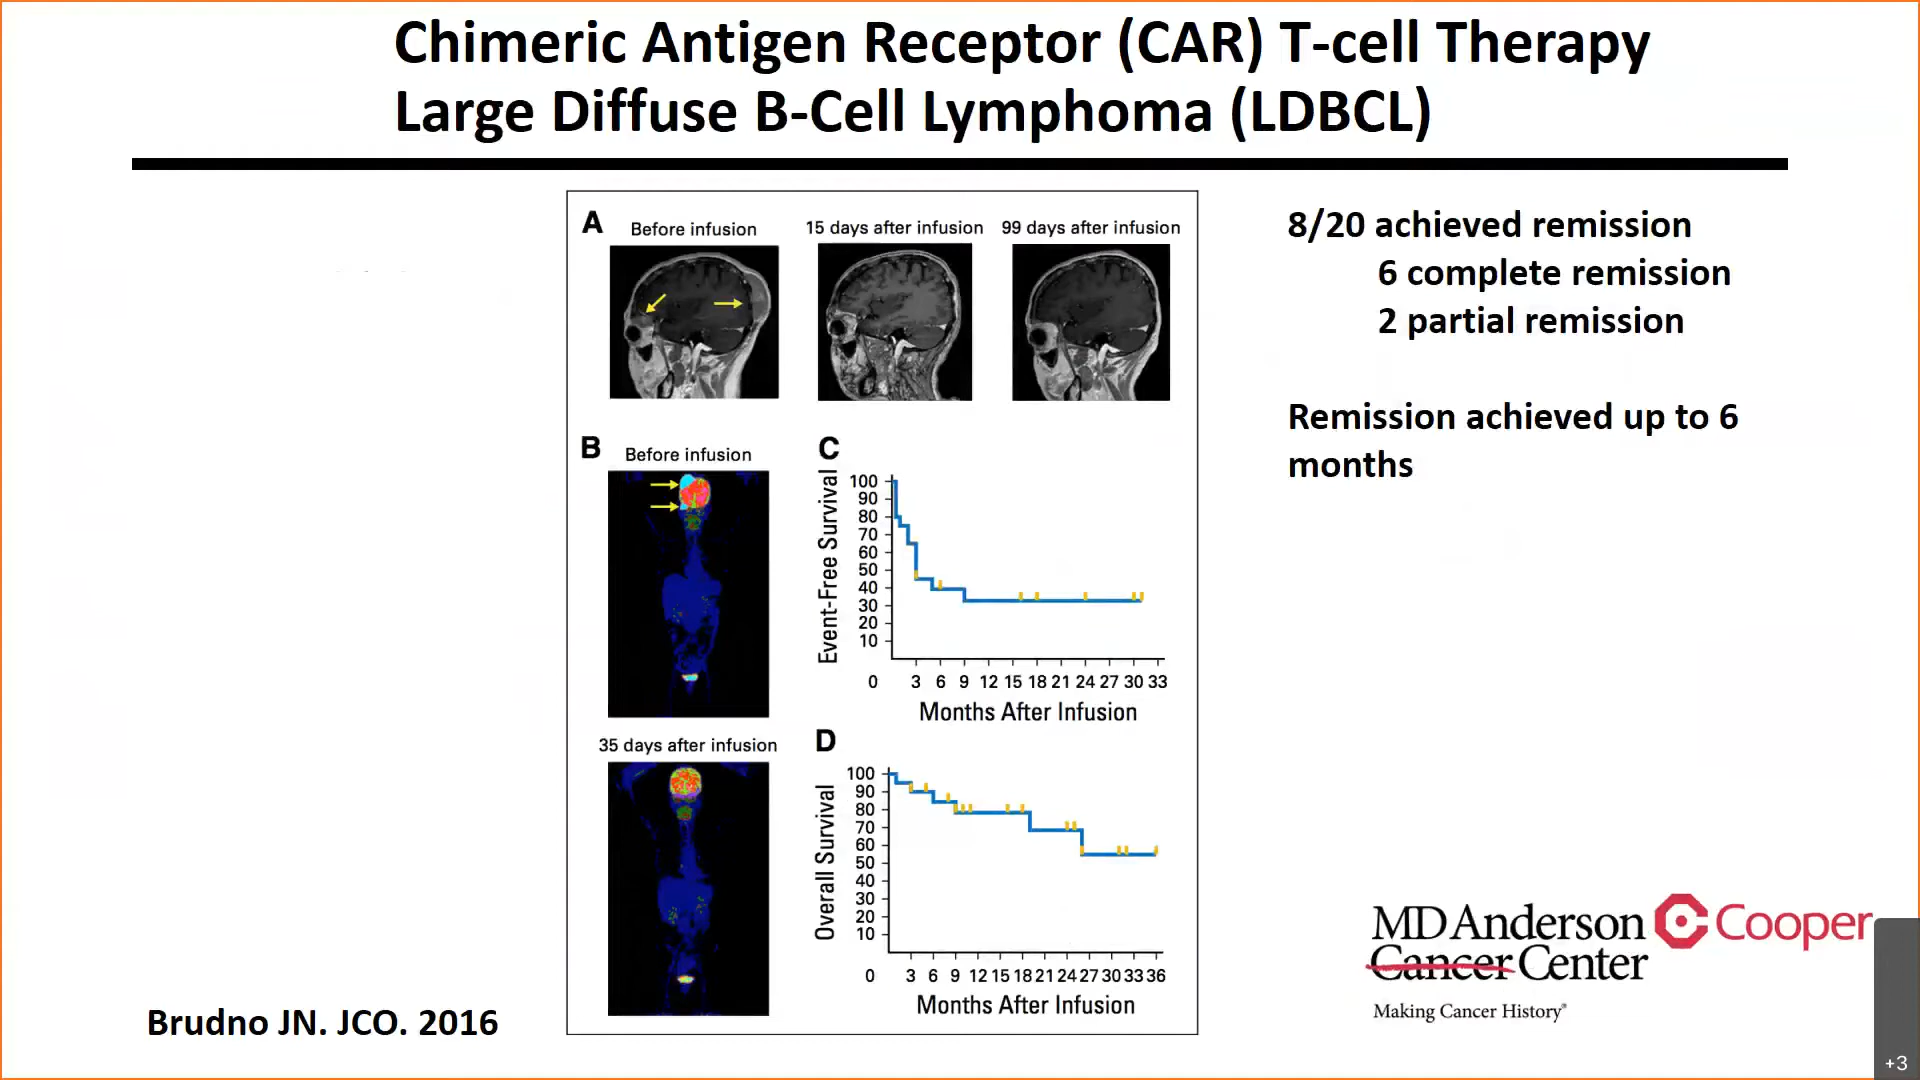 Chimeric Antigen Receptor (CAR) T-cell Therapy
Large Diffuse B-Cell Lymphoma (LDBCL)
A
Before infusion
15 days after infusion
99 days after infusion
B
Before infusion
35 days after infusion
C
Event-Free Survival
100
90
80
70
60
50
40
30
20
10
0 3 6 9 12 15 18 21 24 27 30 33
Months After Infusion
D
Overall Survival
100
90
80
70
60
50
40
30
20
10
0 3 6 9 12 15 18 21 24 27 30 33 36
Months After Infusion
8/20 achieved remission
6 complete remission
2 partial remission
Remission achieved up to 6
months
Brudno JN. JCO. 2016
MD Anderson Cooper
Cancer Center
Making Cancer History®
+3